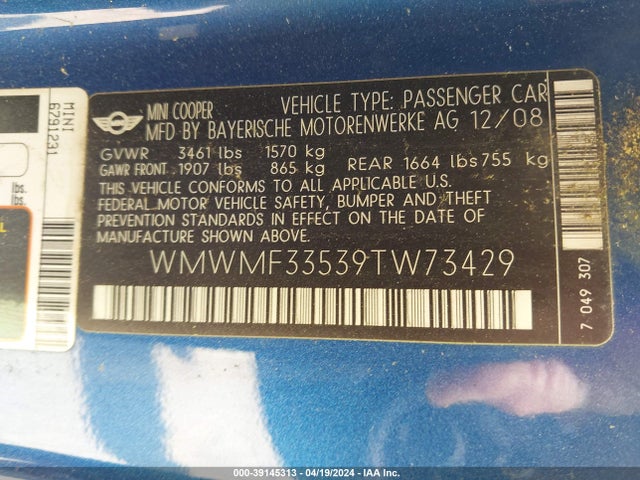 MINI
6791231
lbs.
lbs.
MINI COOPER VEHICLE TYPE: PASSENGER CAR
MFD BY BAYERISCHE MOTORENWERKE AG 12/08
GVWR 3461 lbs 1570 kg
GAWR FRONT 1907 lbs 865 kg REAR 1664 lbs 755 kg
THIS VEHICLE CONFORMS TO ALL APPLICABLE U.S.
FEDERAL MOTOR VEHICLE SAFETY, BUMPER AND THEFT
PREVENTION STANDARDS IN EFFECT ON THE DATE OF
MANUFACTURE SHOWN ABOVE
WMWMF33539TW73429
7 049 307
000-39145313 - 04/19/2024 - IAA Inc.